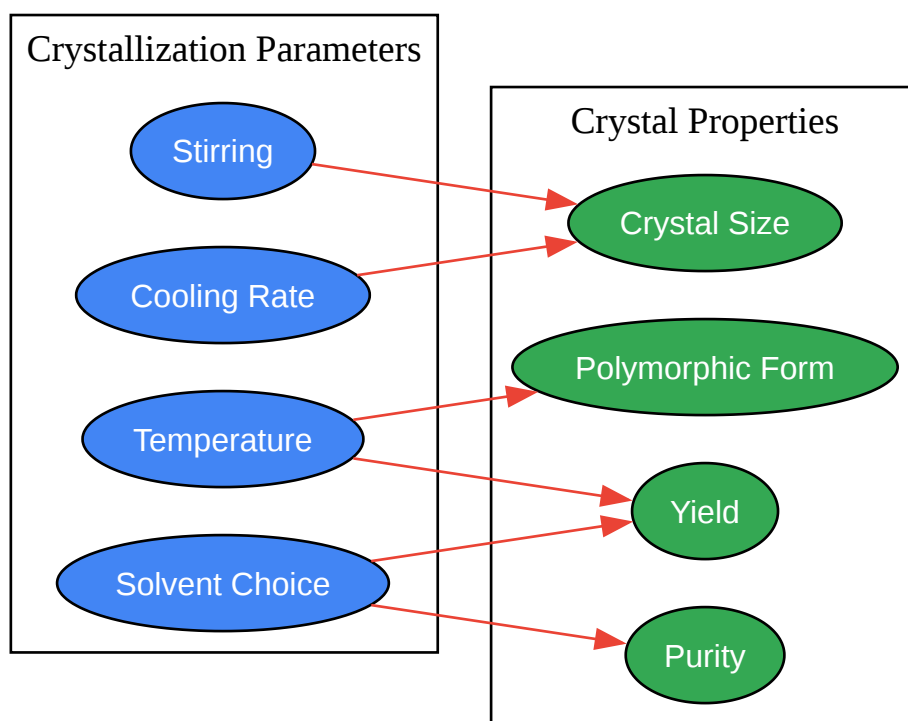 Crystallization Parameters
Stirring
Cooling Rate
Temperature
Solvent Choice
Crystal Properties
Crystal Size
Polymorphic Form
Yield
Purity